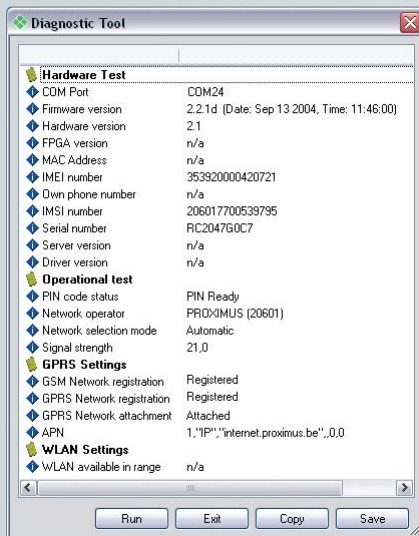 Diagnostic Tool
Hardware Test
COM Port COM24
Firmware version 2.2.1d (Date: Sep 13 2004, Time: 11:46:00)
Hardware version 2.1
FPGA version n/a
MAC Address n/a
IMEI number 353920000420721
Own phone number n/a
IMSI number 206017700539795
Serial number RC2047G0C7
Server version n/a
Driver version n/a
Operational test
PIN code status PIN Ready
Network operator PROXIMUS (20601)
Network selection mode Automatic
Signal strength 21,0
GPRS Settings
GSM Network registration Registered
GPRS Network registration Registered
GPRS Network attachment Attached
APN 1,"IP","internet.proximus.be",,0,0
WLAN Settings
WLAN available in range n/a
Run Exit Copy Save